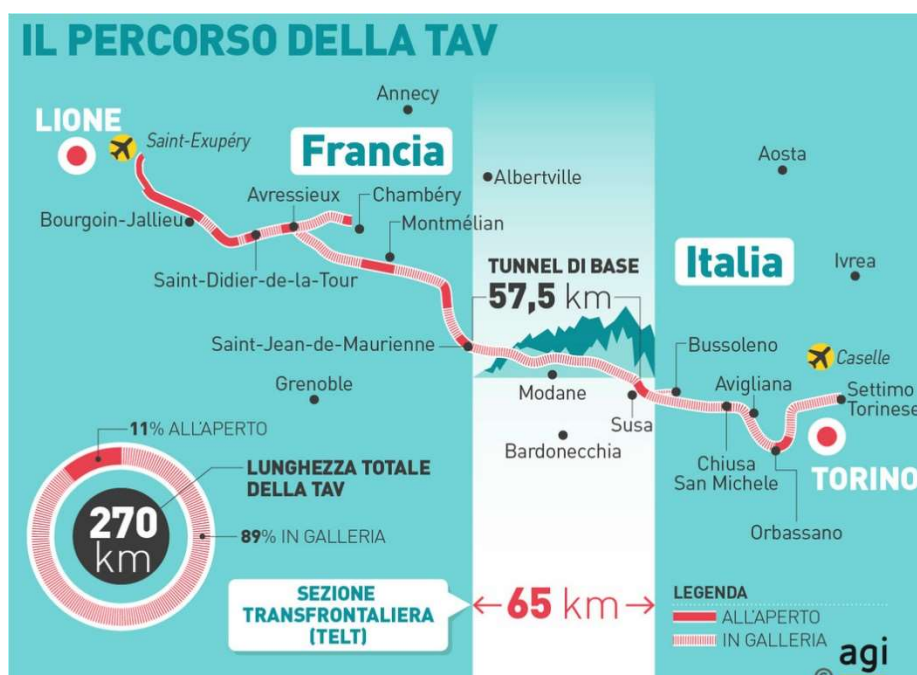 IL PERCORSO DELLA TAV
LIONE
Saint-Exupéry
Annecy
Francia
Avressieux
Chambéry
Albertville
Aosta
Bourgoin-Jallieu
Montmélian
Saint-Didier-de-la-Tour
TUNNEL DI BASE
57,5 km
Italia
Ivrea
Saint-Jean-de-Maurienne
Bussoleno
Caselle
Grenoble
Modane
Avigliana
Settimo
Torinese
Susa
Bardonecchia
Chiusa
San Michele
TORINO
Orbassano
11% ALL'APERTO
LUNGHEZZA TOTALE
DELLA TAV
270
km
89% IN GALLERIA
SEZIONE
TRANSFRONTALIERA
(TELT)
65 km
LEGENDA
ALL'APERTO
IN GALLERIA
agi